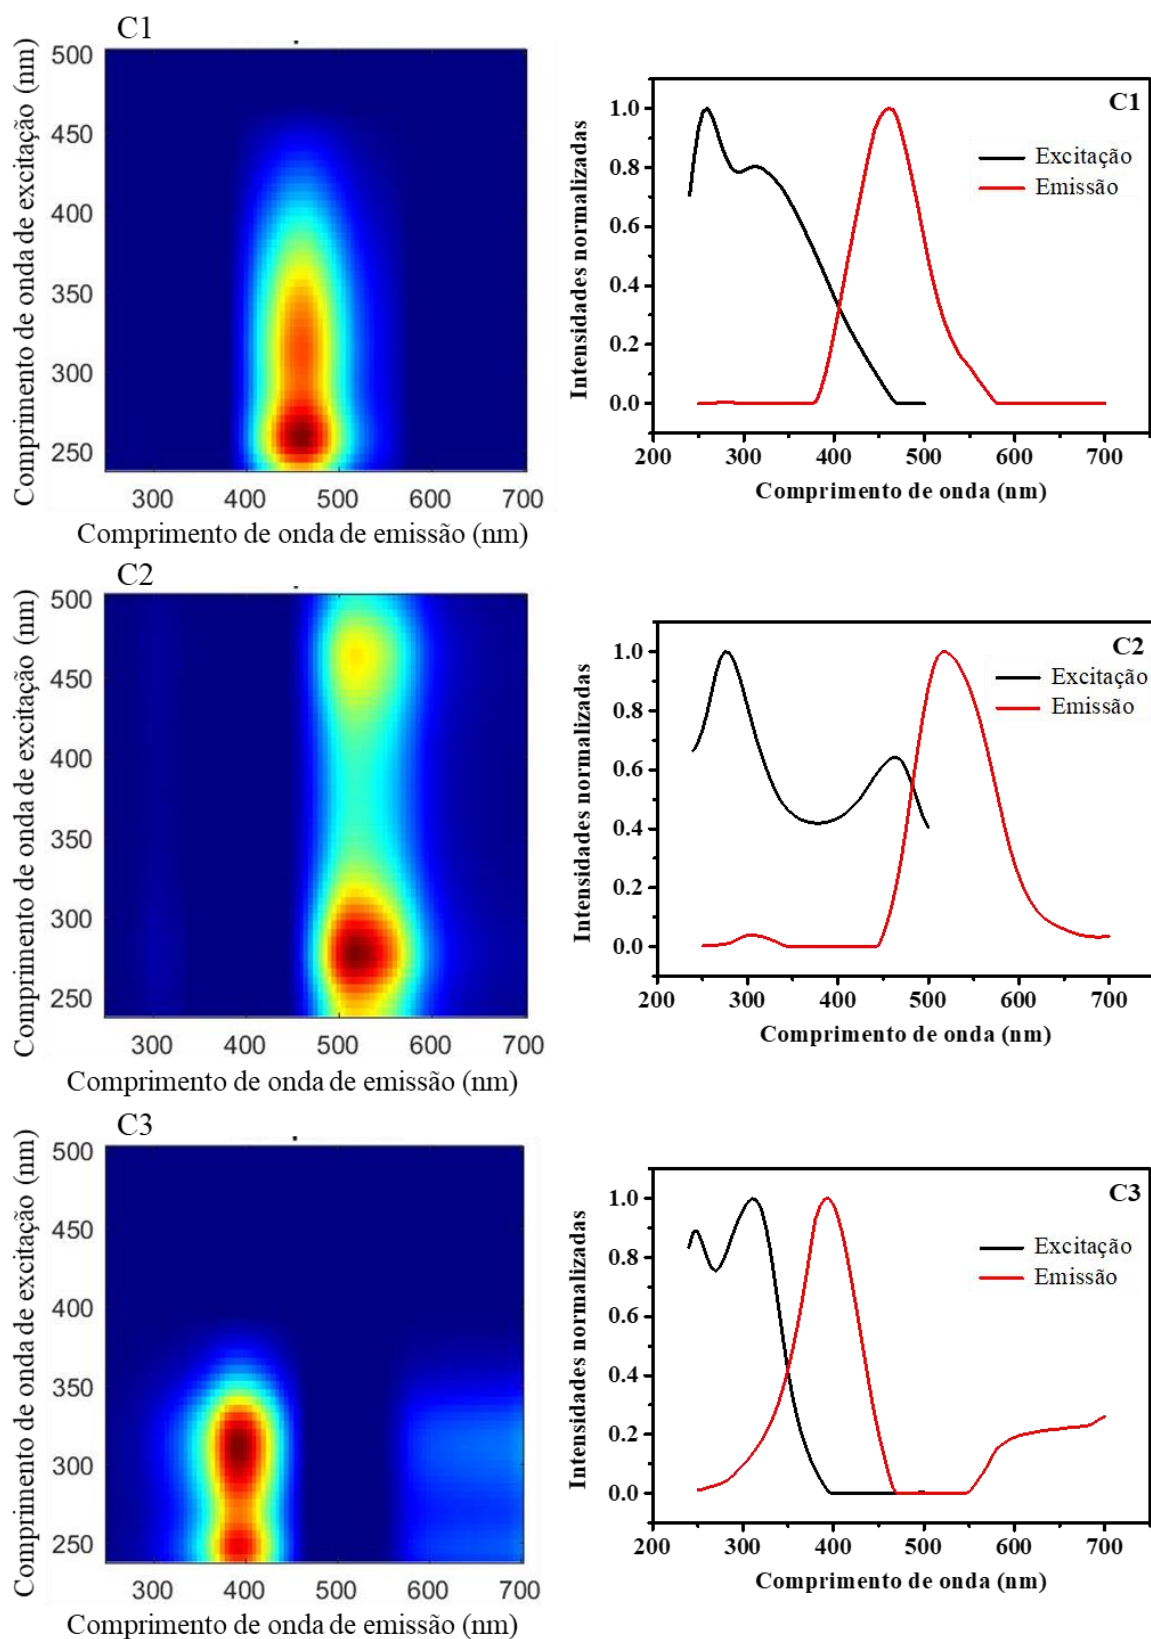 C1
Comprimento de onda de excitação (nm)
500
450
400
350
300
250
300 400 500 600 700
Comprimento de onda de emissão (nm)
Intensidades normalizadas
1.0
0.8
0.6
0.4
0.2
0.0
C1
Excitação
Emissão
200 300 400 500 600 700
Comprimento de onda (nm)
C2
Comprimento de onda de excitação (nm)
500
450
400
350
300
250
300 400 500 600 700
Comprimento de onda de emissão (nm)
Intensidades normalizadas
1.0
0.8
0.6
0.4
0.2
0.0
C2
Excitação
Emissão
200 300 400 500 600 700
Comprimento de onda (nm)
C3
Comprimento de onda de excitação (nm)
500
450
400
350
300
250
300 400 500 600 700
Comprimento de onda de emissão (nm)
Intensidades normalizadas
1.0
0.8
0.6
0.4
0.2
0.0
C3
Excitação
Emissão
200 300 400 500 600 700
Comprimento de onda (nm)